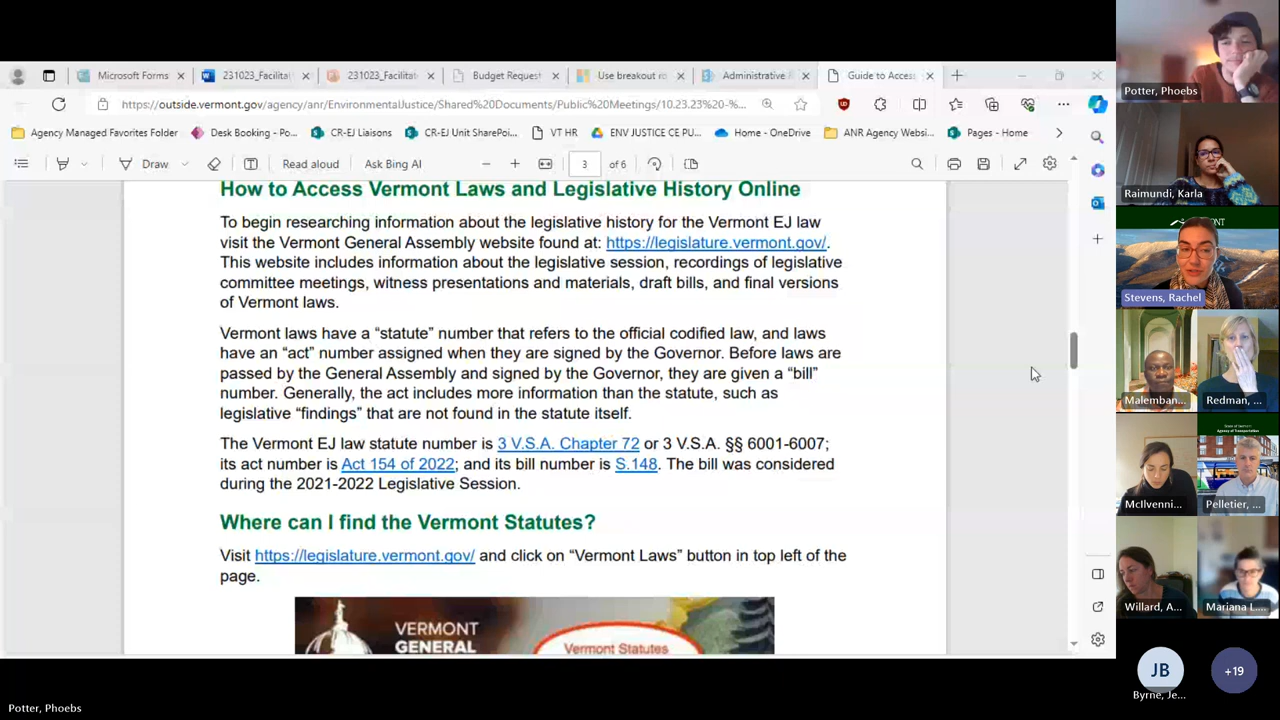 Microsoft Forms
231023_Facilitat
231023_Facilitat
Budget Request
Use breakout ro
Administrative R
Guide to Access
https://outside.vermont.gov/agency/anr/EnvironmentalJustice/Shared%20Documents/Public%20Meetings/10.23.23%20-%...
Agency Managed Favorites Folder
Desk Booking - Po...
CR-EJ Liaisons
CR-EJ Unit SharePoi...
VT HR
ENV JUSTICE CE PU...
Home - OneDrive
ANR Agency Websi...
Pages - Home
Draw
Read aloud
Ask Bing AI
3
of 6
How to Access Vermont Laws and Legislative History Online
To begin researching information about the legislative history for the Vermont EJ law
visit the Vermont General Assembly website found at: https://legislature.vermont.gov/.
This website includes information about the legislative session, recordings of legislative
committee meetings, witness presentations and materials, draft bills, and final versions
of Vermont laws.
Vermont laws have a “statute” number that refers to the official codified law, and laws
have an “act” number assigned when they are signed by the Governor. Before laws are
passed by the General Assembly and signed by the Governor, they are given a “bill”
number. Generally, the act includes more information than the statute, such as
legislative “findings” that are not found in the statute itself.
The Vermont EJ law statute number is 3 V.S.A. Chapter 72 or 3 V.S.A. §§ 6001-6007;
its act number is Act 154 of 2022; and its bill number is S.148. The bill was considered
during the 2021-2022 Legislative Session.
Where can I find the Vermont Statutes?
Visit https://legislature.vermont.gov/ and click on “Vermont Laws” button in top left of the
page.
VERMONT
GENERAL
Vermont Statutes
Potter, Phoebs
Raimundi, Karla
Stevens, Rachel
Malemban...
Redman, ...
State of Vermont
Agency of Transportation
McIlvenni...
Pelletier, ...
Willard, A...
Mariana L...
JB
+19
Byrne, Je...
Potter, Phoebs